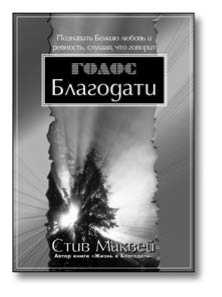 Познавать Божию любовь и
ревность, слушая, что говорит
ГОЛОС
Благодати
Стив Маквей
Автор книги «Жизнь в Благодати»